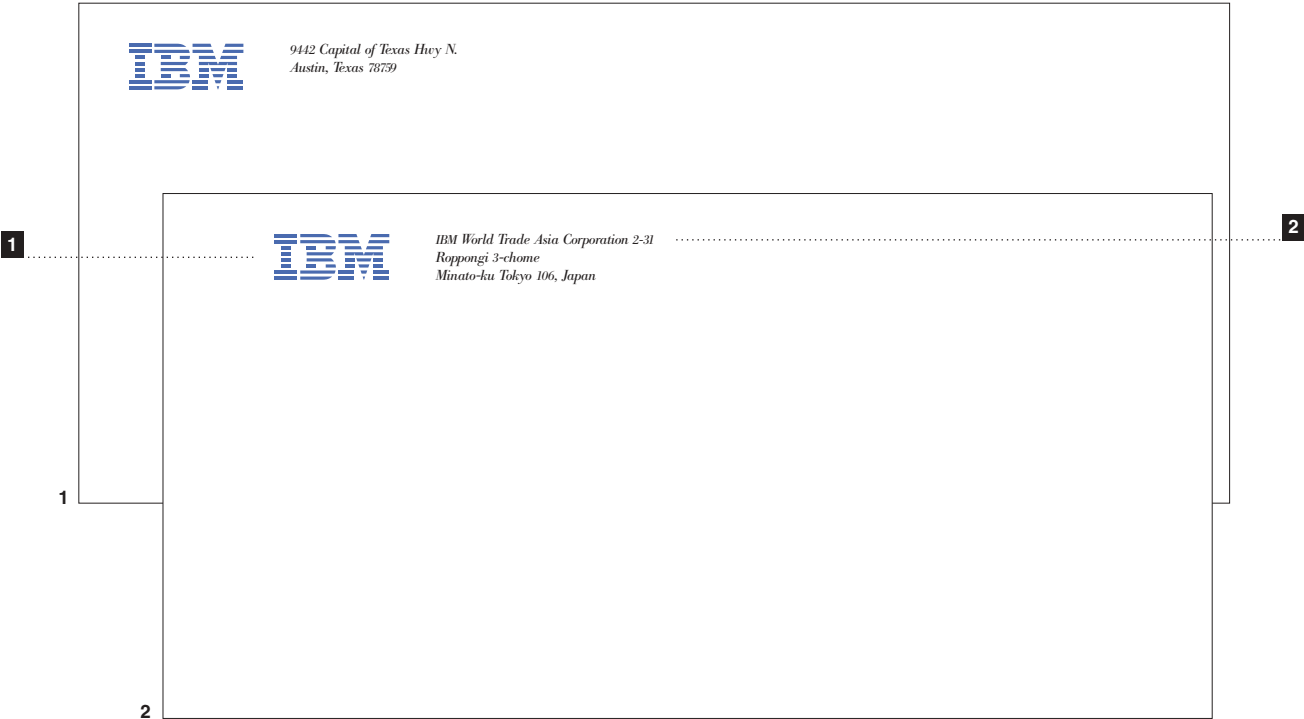 IBM
9442 Capital of Texas Hwy N.
Austin, Texas 78759
1
IBM
IBM World Trade Asia Corporation 2-31
Roppongi 3-chome
Minato-ku Tokyo 106, Japan
2
1
2